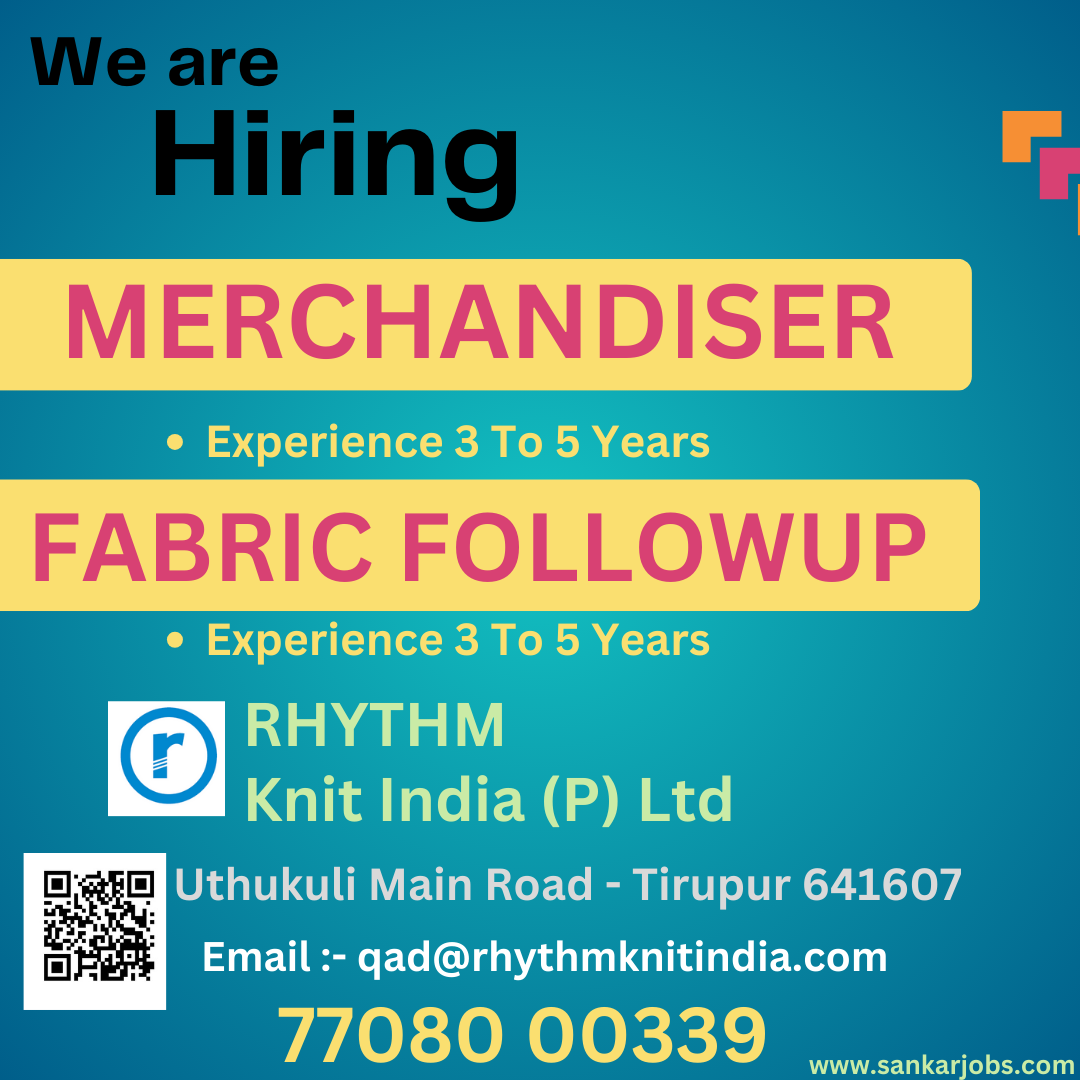 We are
Hiring
MERCHANDISER
• Experience 3 To 5 Years
FABRIC FOLLOWUP
• Experience 3 To 5 Years
r
RHYTHM
Knit India (P) Ltd
Uthukuli Main Road - Tirupur 641607
Email :- qad@rhythmknitindia.com
77080 00339
www.sankarjobs.com